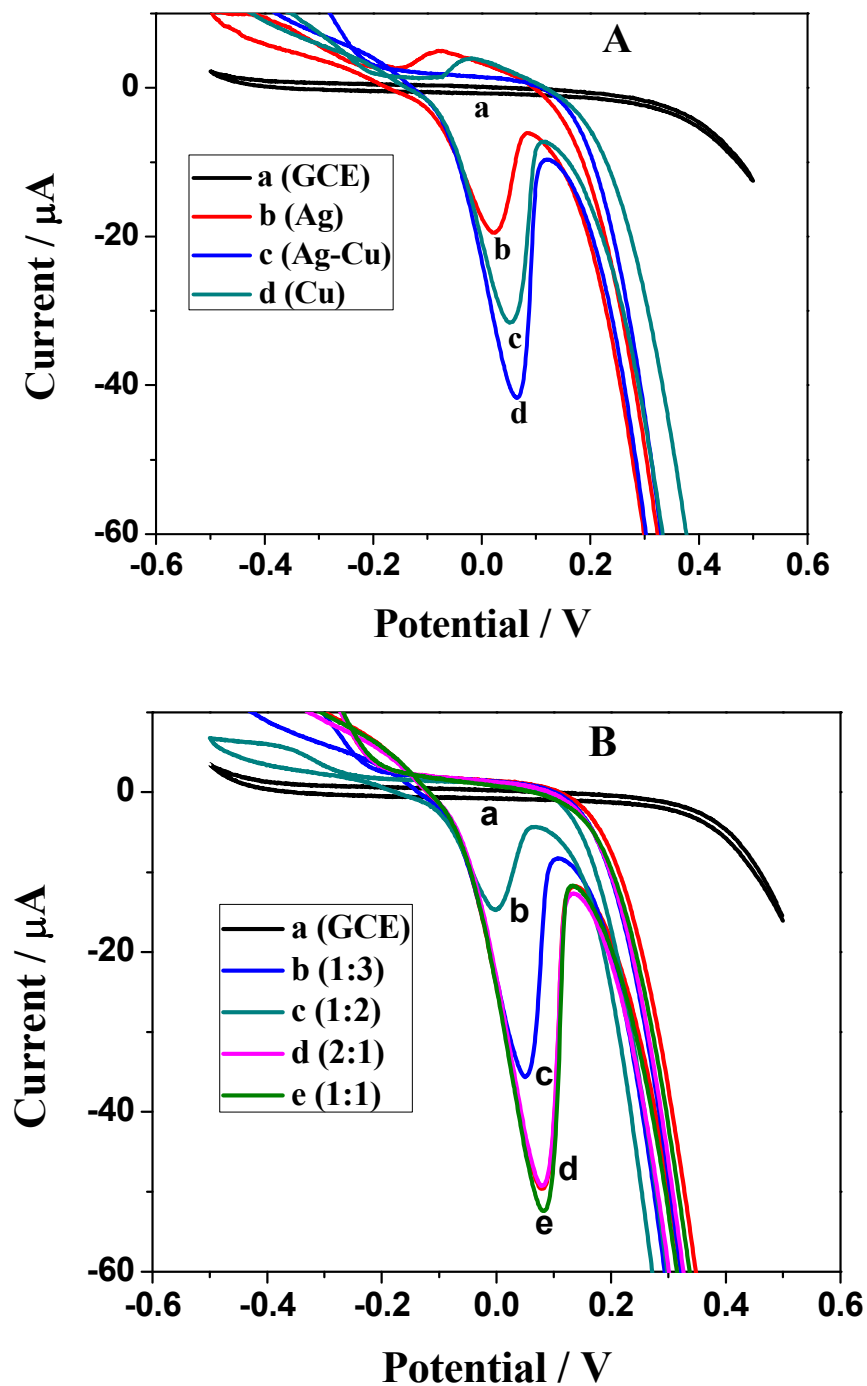 A
10
0
-20
-40
-60
Current / μA
a (GCE)
b (Ag)
c (Ag-Cu)
d (Cu)
a
b
c
d
-0.6 -0.4 -0.2 0.0 0.2 0.4 0.6
Potential / V
B
0
-20
-40
-60
Current / μA
a (GCE)
b (1:3)
c (1:2)
d (2:1)
e (1:1)
a
b
c
d
e
-0.6 -0.4 -0.2 0.0 0.2 0.4 0.6
Potential / V